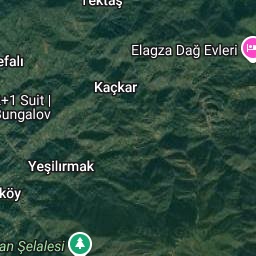 Tektaş
Elagza Dağ Evleri
efalı
Kaçkar
+1 Suit |
Bungalov
Yeşilırmak
köy
an Şelalesi